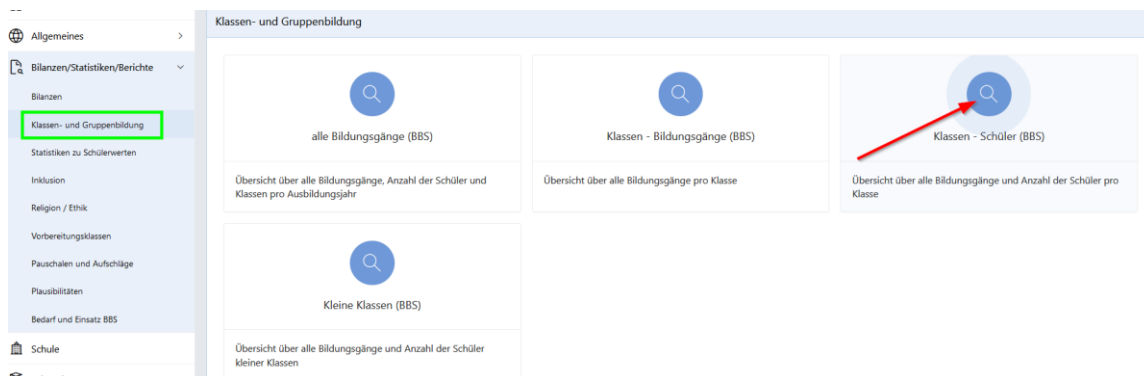 Klassen- und Gruppenbildung
Allgemeines
Bilanzen/Statistiken/Berichte
Bilanzen
Klassen- und Gruppenbildung
Statistiken zu Schülerwerten
Inklusion
Religion / Ethik
Vorbereitungsklassen
Pauschalen und Aufschläge
Plausibilitäten
Bedarf und Einsatz BBS
Schule
alle Bildungsgänge (BBS)
Übersicht über alle Bildungsgänge, Anzahl der Schüler und
Klassen pro Ausbildungsjahr
Klassen - Bildungsgänge (BBS)
Übersicht über alle Bildungsgänge pro Klasse
Klassen - Schüler (BBS)
Übersicht über alle Bildungsgänge und Anzahl der Schüler pro
Klasse
Kleine Klassen (BBS)
Übersicht über alle Bildungsgänge und Anzahl der Schüler
kleiner Klassen